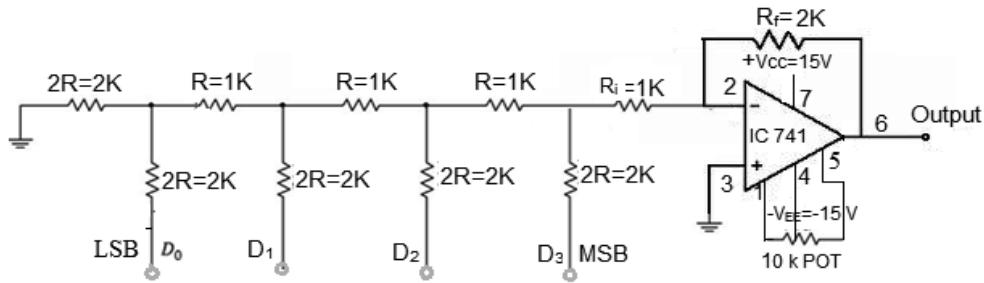 Rf= 2K
+Vcc=15V
2R=2K
R=1K
R=1K
R=1K
Ri =1K
2
7
IC 741
6
Output
3
1
4
5
-VEE=-15 V
10 k POT
2R=2K
2R=2K
2R=2K
2R=2K
LSB D0
D1
D2
D3 MSB